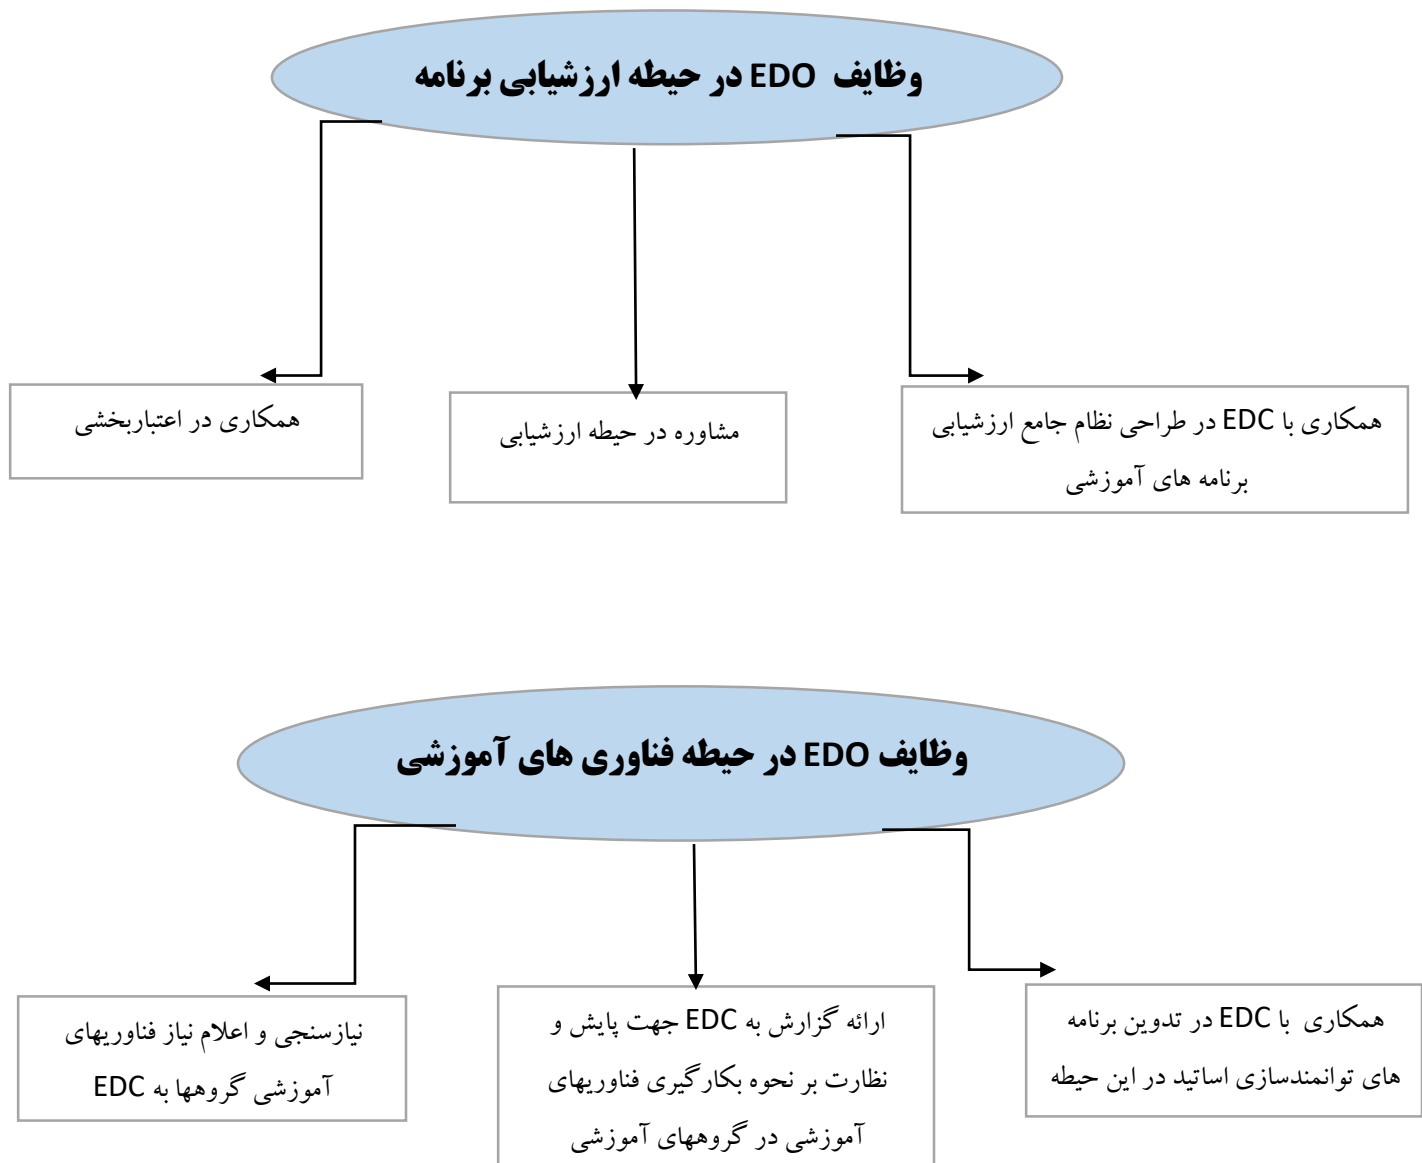 وظایف EDO در حیطه ارزشیابی برنامه
همکاری با EDC در طراحی نظام جامع ارزشیابی
برنامه های آموزشی
مشاوره در حیطه ارزشیابی
همکاری در اعتباربخشی
وظایف EDO در حیطه فناوری های آموزشی
همکاری با EDC در تدوین برنامه
های توانمندسازی اساتید در این حیطه
ارائه گزارش به EDC جهت پایش و
نظارت بر نحوه بکارگیری فناوریهای
آموزشی در گروههای آموزشی
نیازسنجی و اعلام نیاز فناوریهای
آموزشی گروهها به EDC